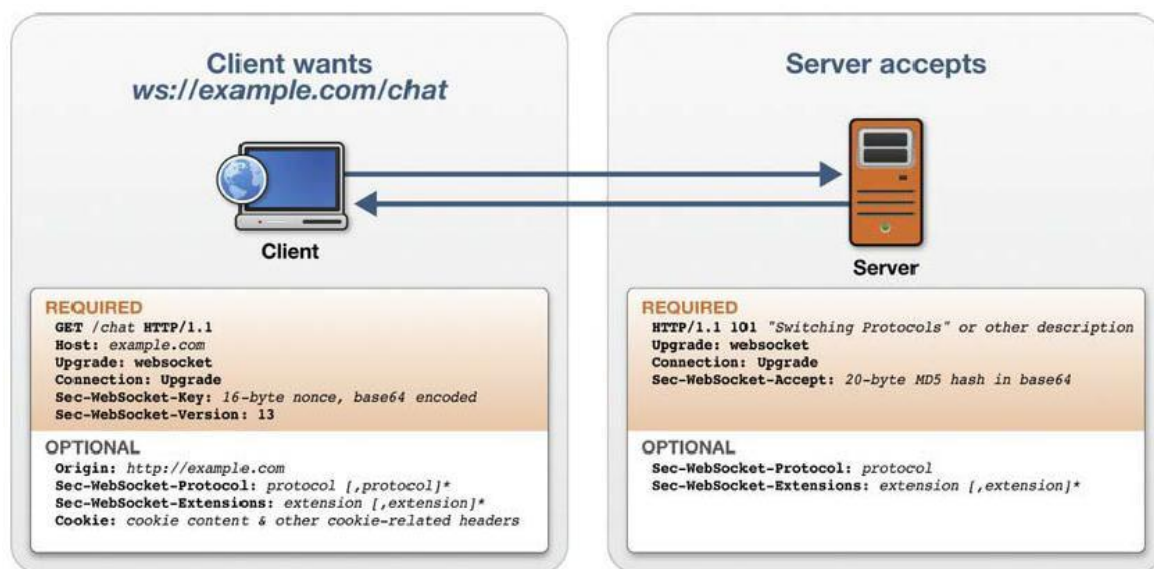 Client wants
ws://example.com/chat
Client
REQUIRED
GET /chat HTTP/1.1
Host: example.com
Upgrade: websocket
Connection: Upgrade
Sec-WebSocket-Key: 16-byte nonce, base64 encoded
Sec-WebSocket-Version: 13
OPTIONAL
Origin: http://example.com
Sec-WebSocket-Protocol: protocol [,protocol]*
Sec-WebSocket-Extensions: extension [,extension]*
Cookie: cookie content & other cookie-related headers
Server accepts
Server
REQUIRED
HTTP/1.1 101 "Switching Protocols" or other description
Upgrade: websocket
Connection: Upgrade
Sec-WebSocket-Accept: 20-byte MD5 hash in base64
OPTIONAL
Sec-WebSocket-Protocol: protocol
Sec-WebSocket-Extensions: extension [,extension]*